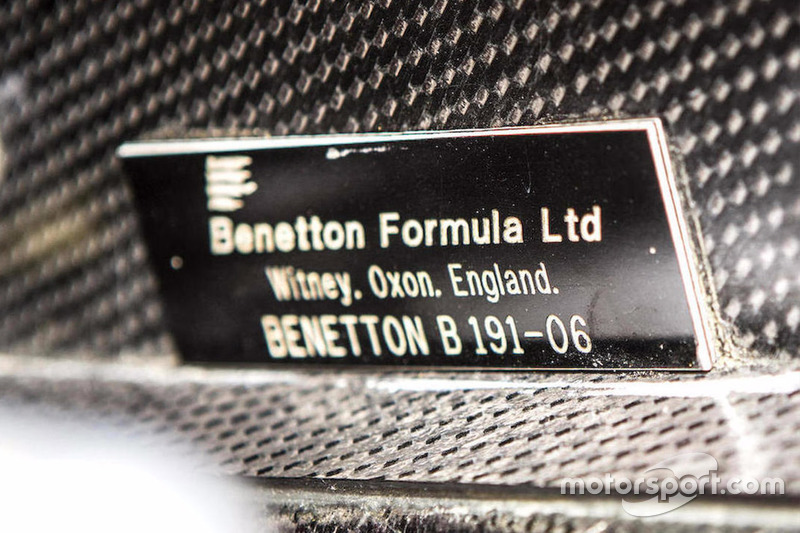 Benetton Formula Ltd
Witney. Oxon. England.
BENETTON B 191-06
motorsport.com